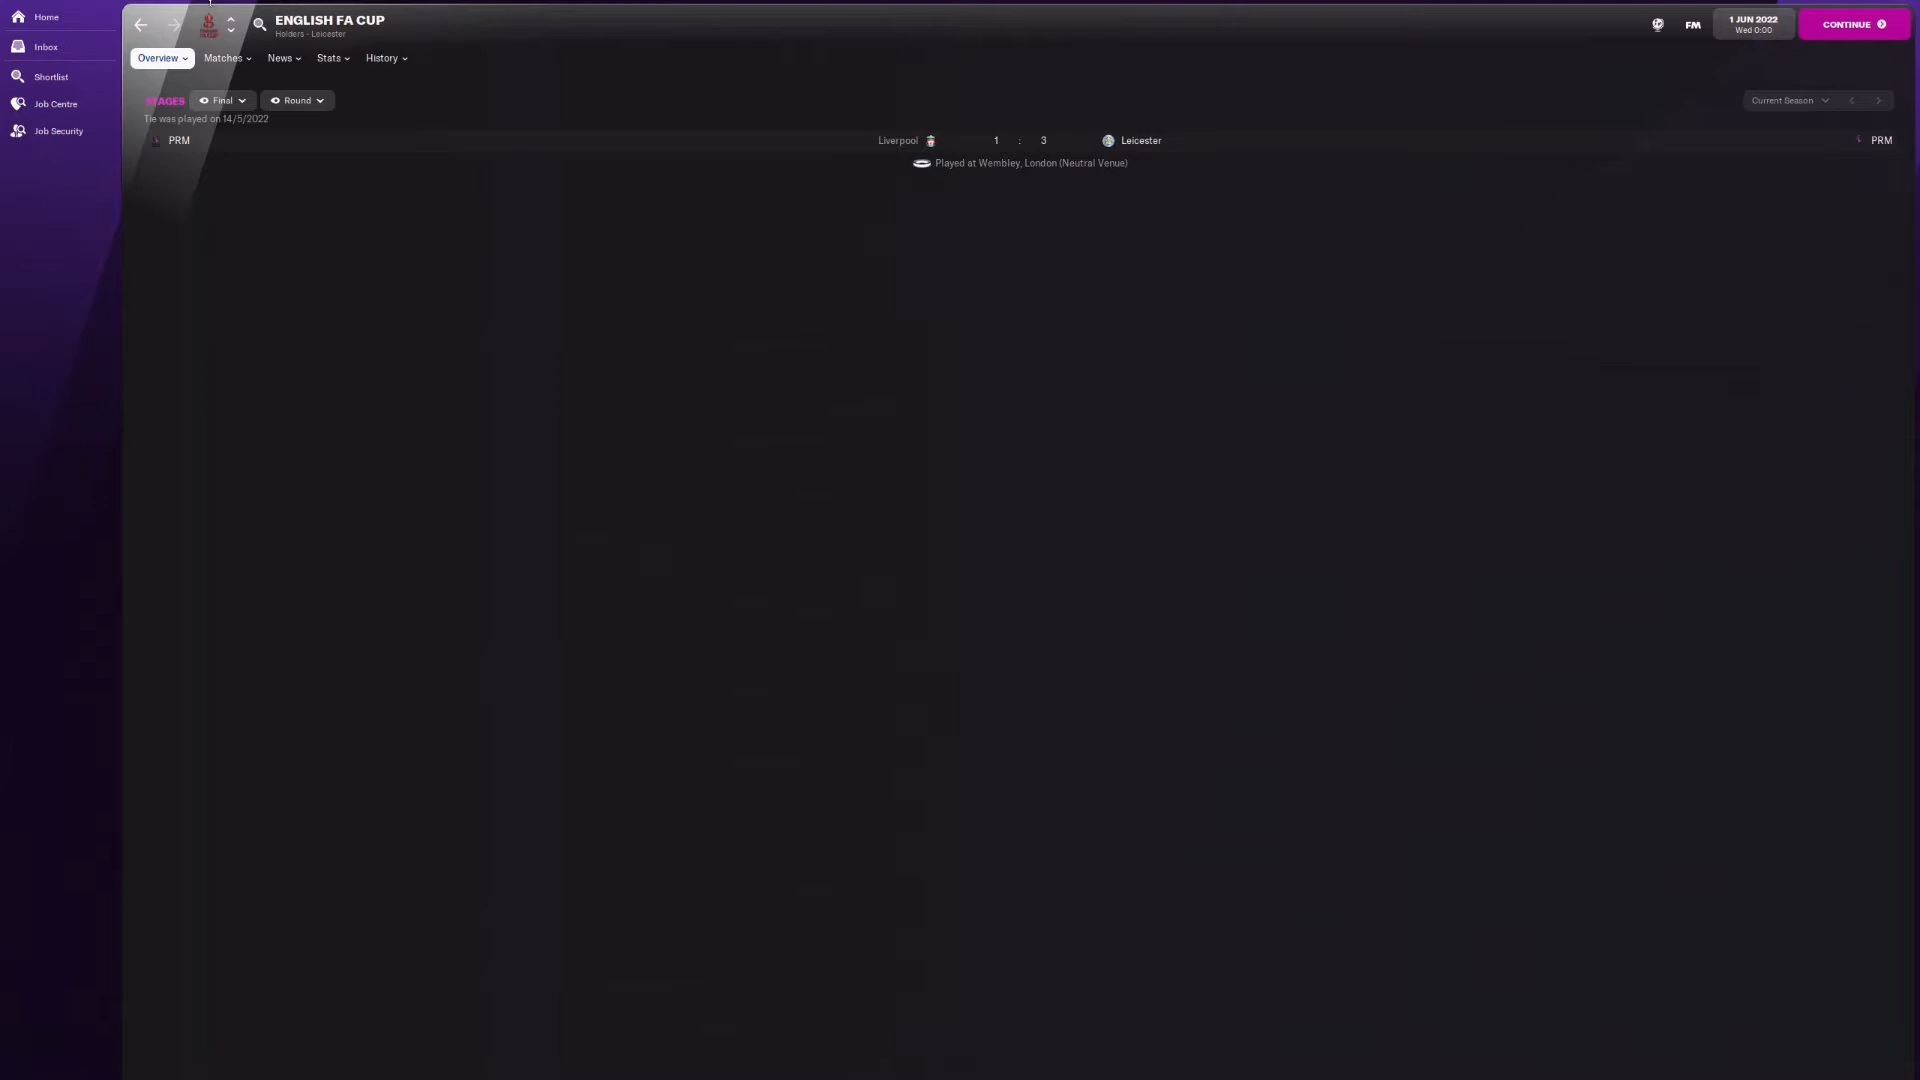 Home
Inbox
Shortlist
Job Centre
Job Security
ENGLISH FA CUP
Holders - Leicester
FM
1 JUN 2022
Wed 0:00
CONTINUE
Overview
Matches
News
Stats
History
STAGES
Final
Round
Current Season
Tie was played on 14/5/2022
PRM
Liverpool
1 : 3
Leicester
PRM
Played at Wembley, London (Neutral Venue)